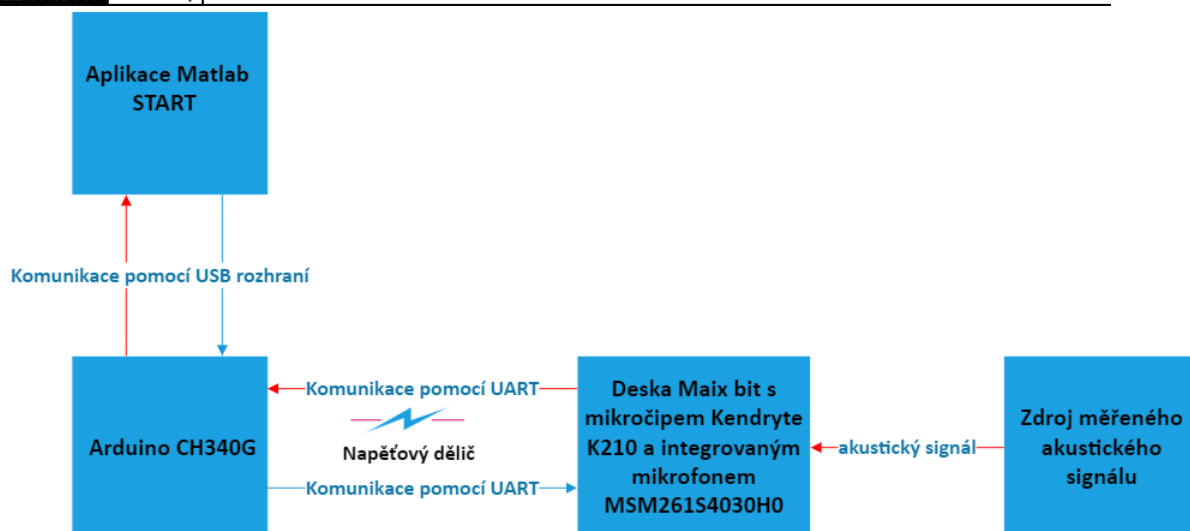 Aplikace Matlab
START
Komunikace pomocí USB rozhraní
Arduino CH340G
Komunikace pomocí UART
Napěťový dělič
Komunikace pomocí UART
Deska Maix bit s
mikročipem Kendryte
K210 a integrovaným
mikrofonem
MSM261S4030H0
akustický signál
Zdroj měřeného
akustického
signálu